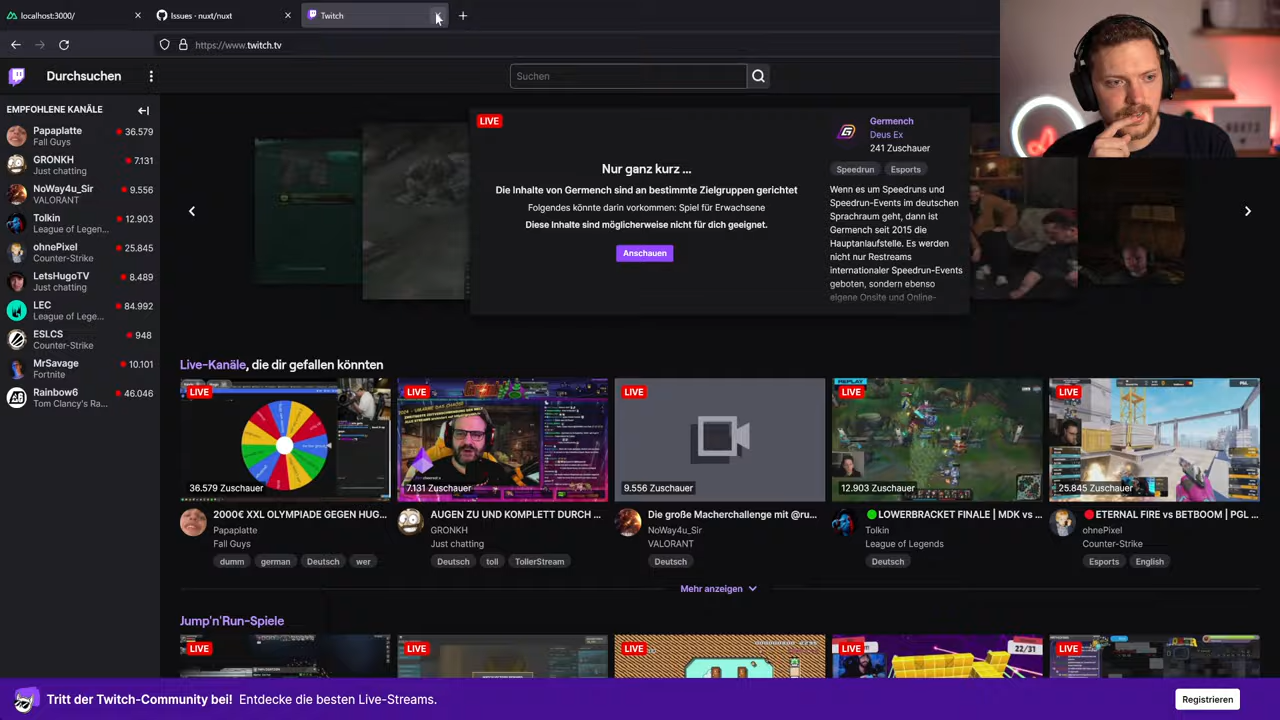 localhost:3000/
Issues · nuxt/nuxt
Twitch
https://www.twitch.tv
Durchsuchen
Suchen
EMPFOHLENE KANÄLE
Papaplatte
36.579
Fall Guys
GRONKH
7.131
Just chatting
NoWay4u_Sir
9.556
VALORANT
Tolkin
12.903
League of Legen...
ohnePixel
25.845
Counter-Strike
LetsHugoTV
8.489
Just chatting
LEC
84.992
League of Lege...
ESLCS
948
Counter-Strike
MrSavage
10.101
Fortnite
Rainbow6
46.046
Tom Clancy's Ra...
LIVE
Nur ganz kurz ...
Die Inhalte von Germench sind an bestimmte Zielgruppen gerichtet
Folgendes könnte darin vorkommen: Spiel für Erwachsene
Diese Inhalte sind möglicherweise nicht für dich geeignet.
Anschauen
Germench
Deus Ex
241 Zuschauer
Speedrun
Esports
Wenn es um Speedruns und
Speedrun-Events im deutschen
Sprachraum geht, dann ist
Germench seit 2015 die
Hauptanlaufstelle. Es werden
nicht nur Restreams
internationaler Speedrun-Events
geboten, sondern ebenso
eigene Onsite und Online-
Live-Kanäle, die dir gefallen könnten
LIVE
36.579 Zuschauer
2000€ XXL OLYMPIADE GEGEN HUG...
Papaplatte
Fall Guys
dumm
german
Deutsch
wer
LIVE
7.131 Zuschauer
AUGEN ZU UND KOMPLETT DURCH ...
GRONKH
Just chatting
Deutsch
toll
TollerStream
LIVE
9.556 Zuschauer
Die große Macherchallenge mit @ru...
NoWay4u_Sir
VALORANT
Deutsch
REPLAY
LIVE
12.903 Zuschauer
LOWERBRACKET FINALE | MDK vs ...
Tolkin
League of Legends
Deutsch
LIVE
25.845 Zuschauer
ETERNAL FIRE vs BETBOOM | PGL ...
ohnePixel
Counter-Strike
Esports
English
Mehr anzeigen
Jump'n'Run-Spiele
LIVE
LIVE
LIVE
LIVE
22/31
LIVE
Tritt der Twitch-Community bei! Entdecke die besten Live-Streams.
Registrieren